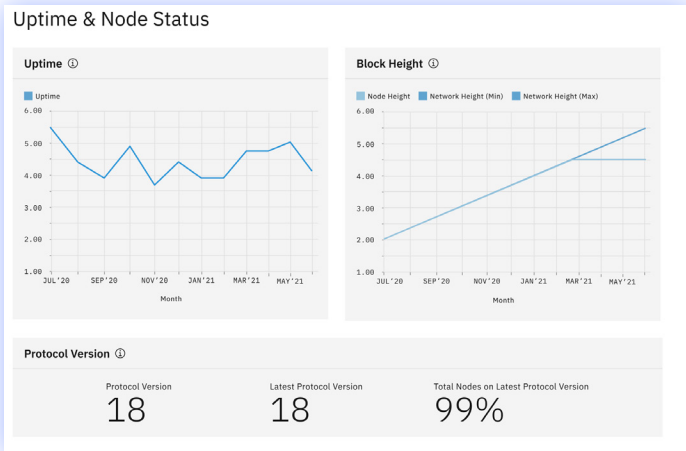 Uptime & Node Status
Uptime
Uptime
6.00
5.00
4.00
3.00
2.00
1.00
JUL'20 SEP'20 NOV'20 JAN'21 MAR'21 MAY'21
Month
Block Height
Node Height Network Height (Min) Network Height (Max)
6.00
5.00
4.00
3.00
2.00
1.00
JUL'20 SEP'20 NOV'20 JAN'21 MAR'21 MAY'21
Month
Protocol Version
Protocol Version Latest Protocol Version Total Nodes on Latest Protocol Version
18 18 99%